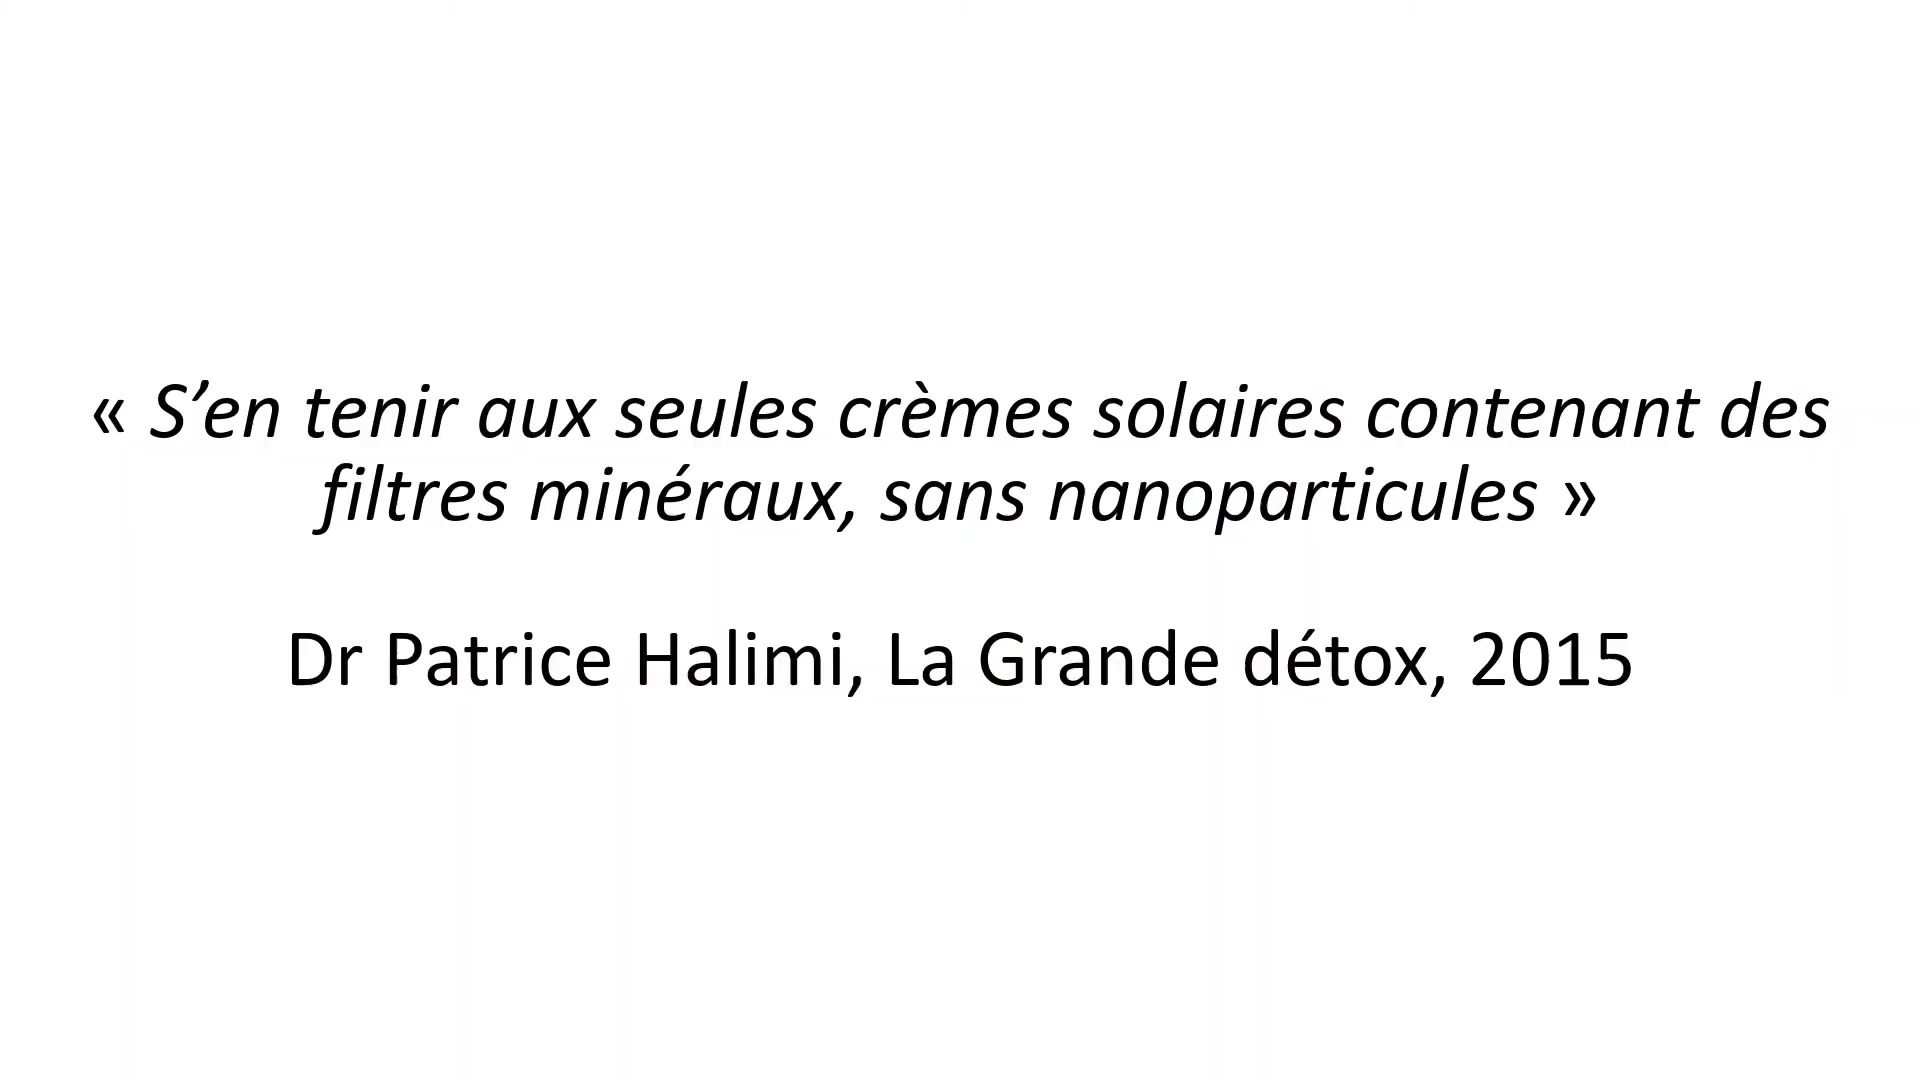 « S’en tenir aux seules crèmes solaires contenant des
filtres minéraux, sans nanoparticules »
Dr Patrice Halimi, La Grande détox, 2015